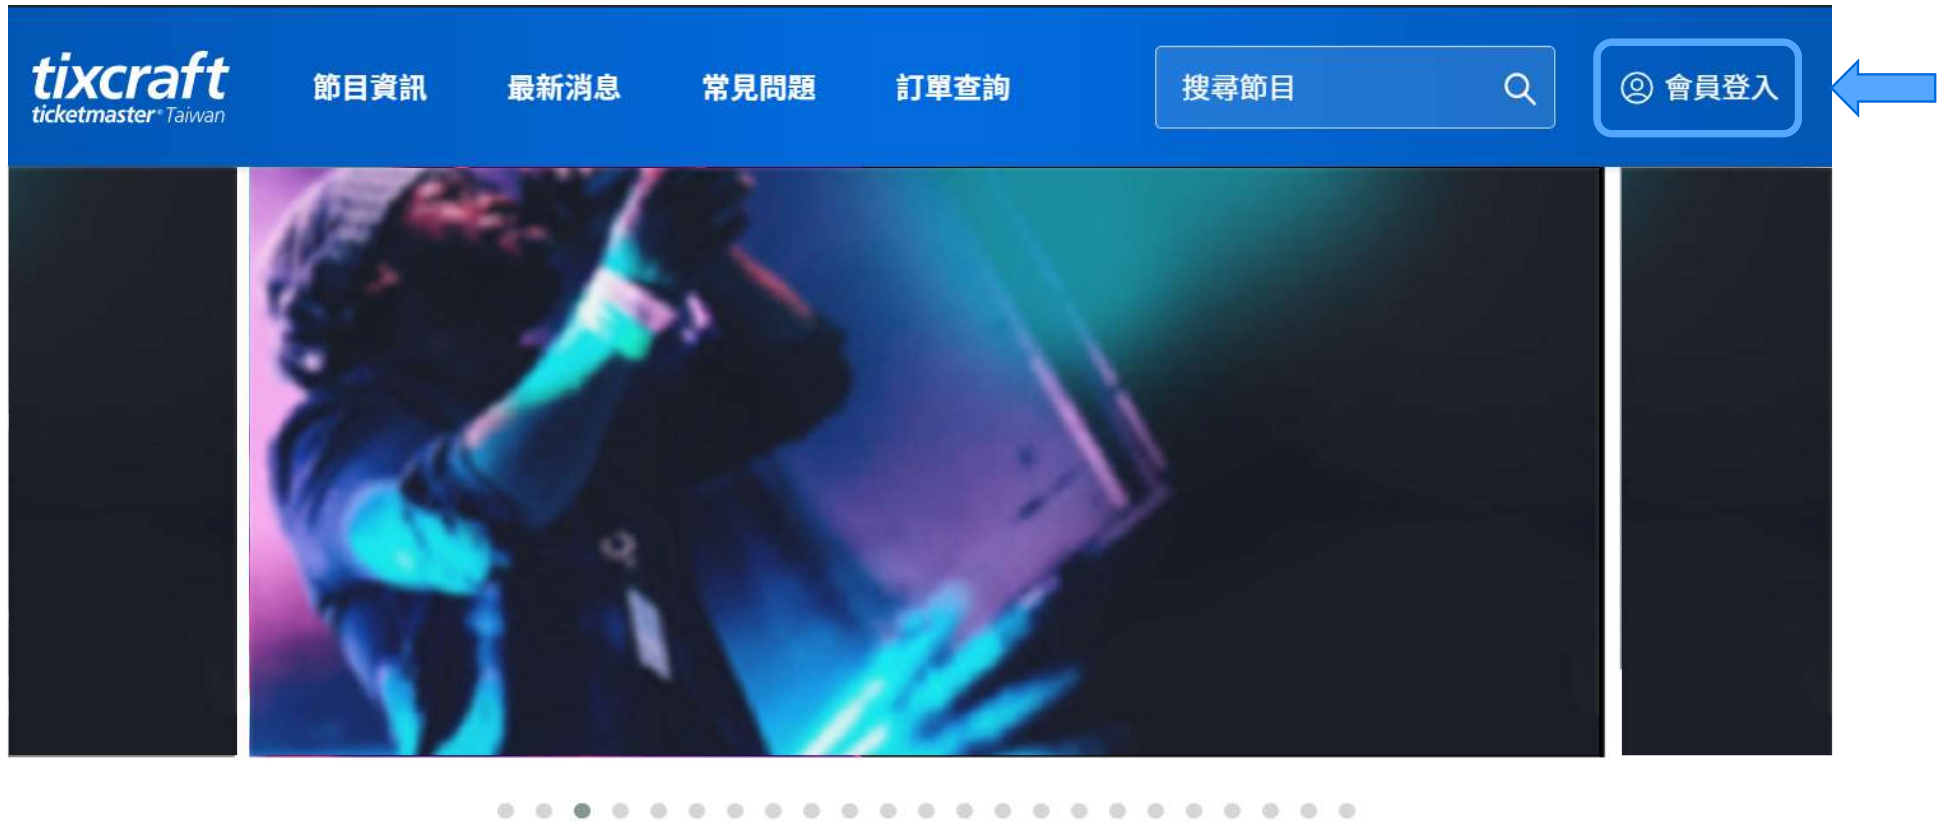 tixcraft
ticketmaster® Taiwan
節目資訊
最新消息
常見問題
訂單查詢
搜尋節目
會員登入